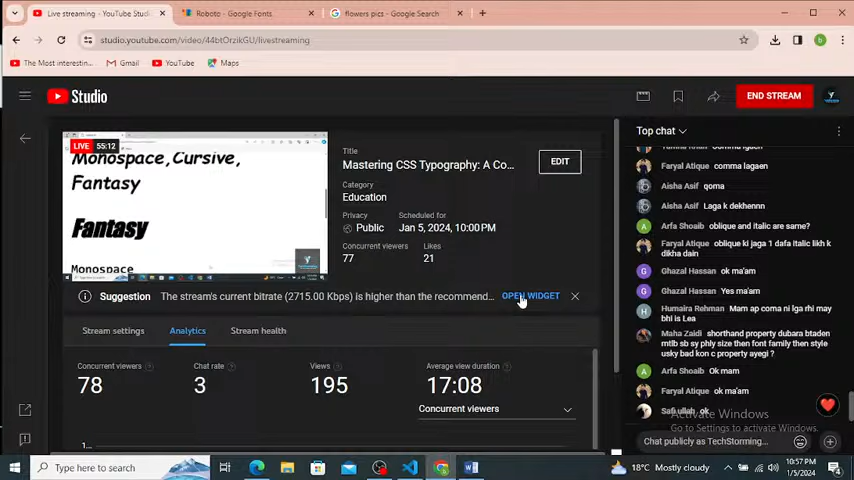 Live streaming - YouTube Studi
Roboto - Google Fonts
flowers pics - Google Search
studio.youtube.com/video/44btOrzikGU/livestreaming
The Most interestin...
Gmail
YouTube
Maps
Studio
END STREAM
LIVE 55:12
Monospace,Cursive,
Fantasy
Fantasy
Monospace
Title
Mastering CSS Typography: A Co...
EDIT
Category
Education
Privacy
Public
Scheduled for
Jan 5, 2024, 10:00 PM
Concurrent viewers
77
Likes
21
Suggestion
The stream's current bitrate (2715.00 Kbps) is higher than the recommend...
OPEN WIDGET
Stream settings
Analytics
Stream health
Concurrent viewers
78
Chat rate
3
Views
195
Average view duration
17:08
Concurrent viewers
1...
Top chat
Faryal Atique comma lagaen
Aisha Asif qoma
Aisha Asif Laga k dekhennn
A Arfa Shoaib oblique and italic are same?
Faryal Atique oblique ki jaga 1 dafa italic likh k
dikha dain
G Ghazal Hassan ok ma'am
G Ghazal Hassan Yes ma'am
Humaira Rehman Mam ap coma ni lga rhi may
bhi is Lea
Maha Zaidi shorthand property dubara btaden
mtlb sb sy phly size then font family then style
usky bad kon c property ayegi ?
A Arfa Shoaib Ok mam
Faryal Atique ok ma'am
Safi ullah ok
Activate Windows
Go to Settings to activate Windows.
Chat publicly as TechStorming...
Type here to search
18°C Mostly cloudy
10:57 PM
1/5/2024
4